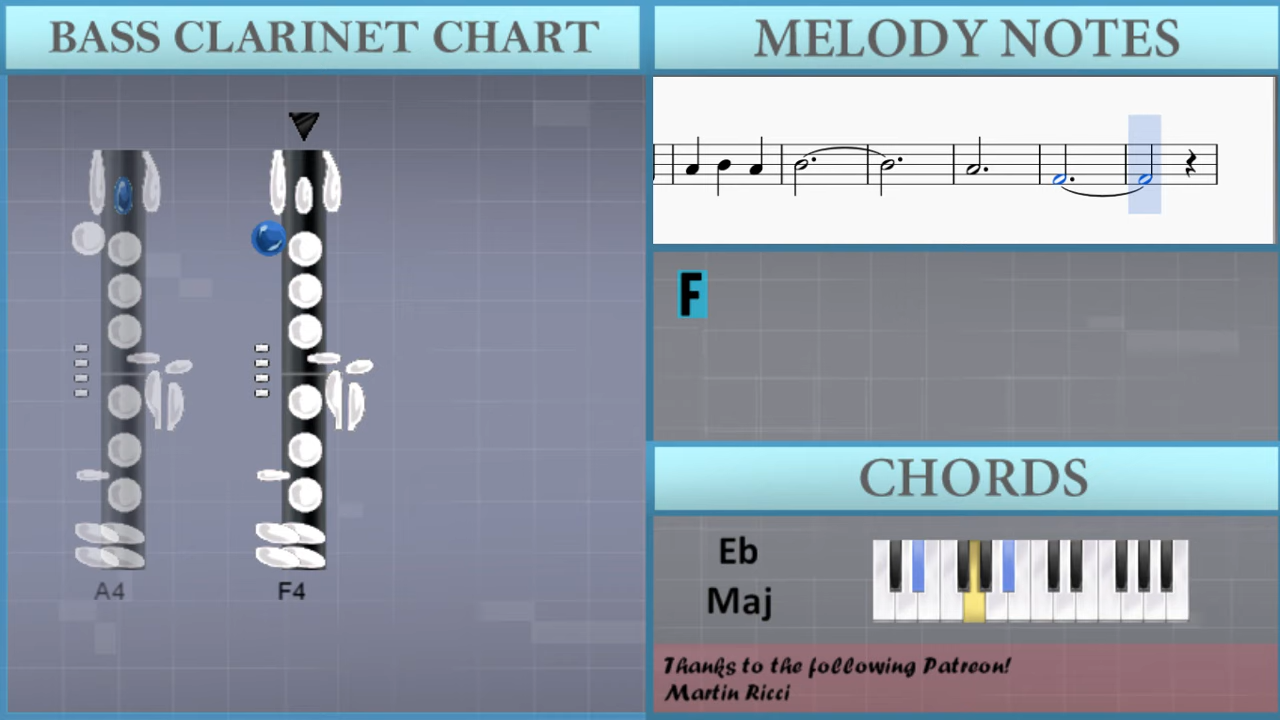 BASS CLARINET CHART
MELODY NOTES
F
A4
F4
CHORDS
Eb
Maj
Thanks to the following Patreon!
Martin Ricci